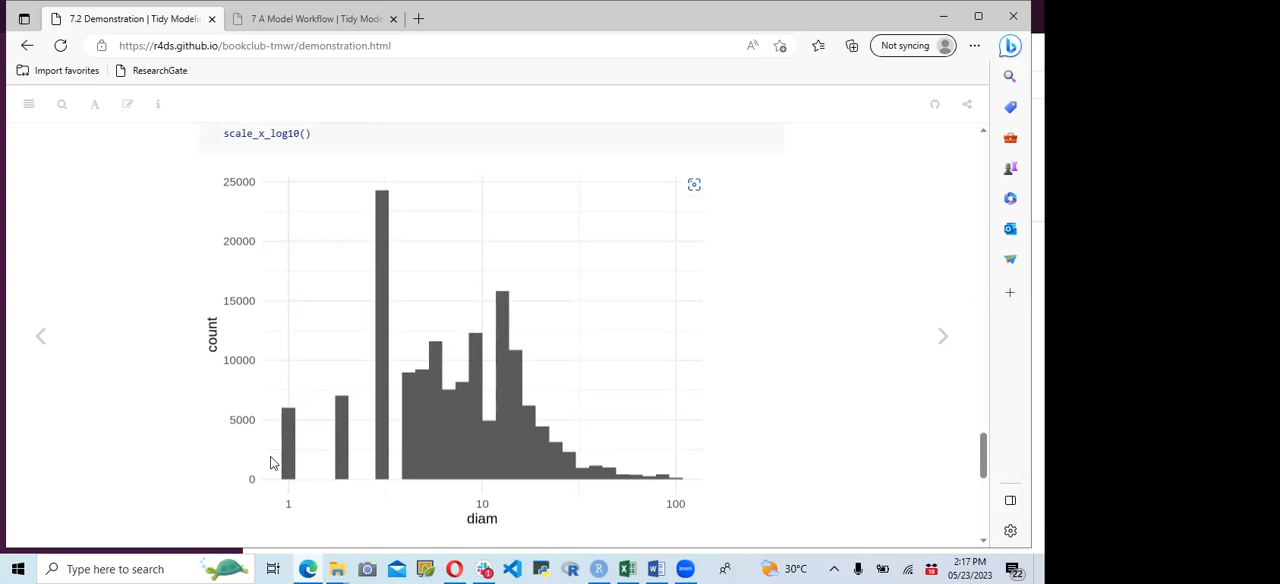 7.2 Demonstration | Tidy Modeli
7 A Model Workflow | Tidy Mode
https://r4ds.github.io/bookclub-tmwr/demonstration.html
Not syncing
Import favorites
ResearchGate
scale_x_log10()
25000
20000
15000
10000
5000
0
count
1
10
100
diam
Type here to search
30°C
2:17 PM
05/23/2023
22